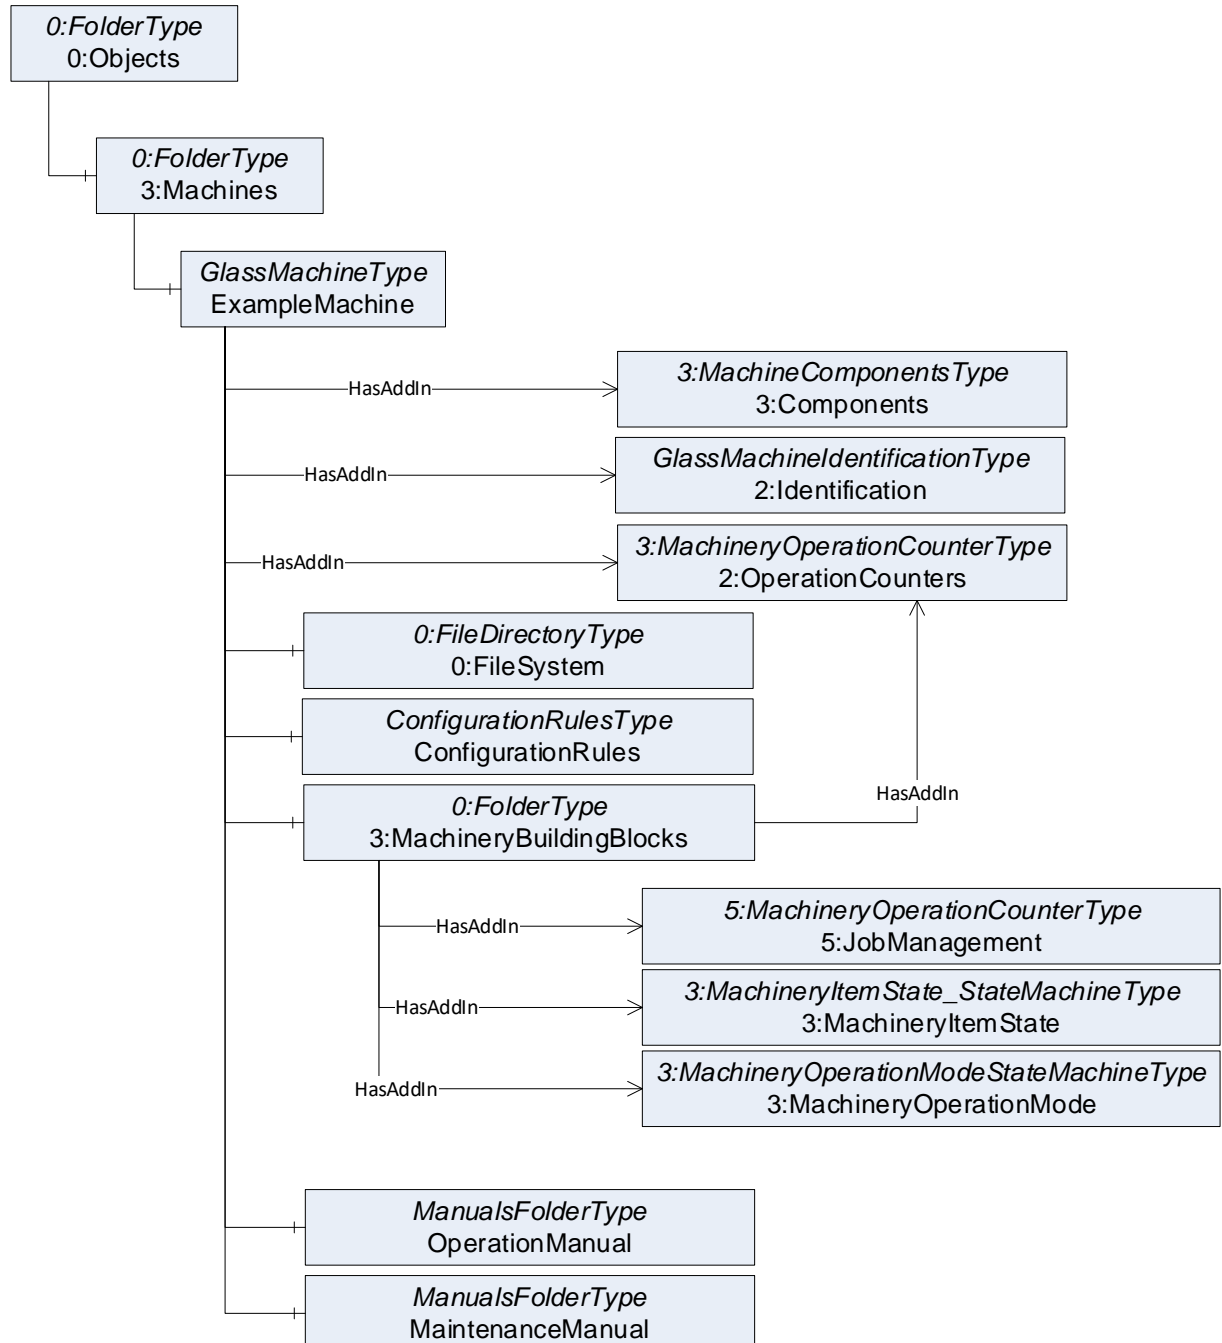 0:FolderType
0:Objects
0:FolderType
3:Machines
GlassMachineType
ExampleMachine
HasAddIn
3:MachineComponentsType
3:Components
HasAddIn
GlassMachineIdentificationType
2:Identification
HasAddIn
3:MachineryOperationCounterType
2:OperationCounters
0:FileDirectoryType
0:FileSystem
ConfigurationRulesType
ConfigurationRules
0:FolderType
3:MachineryBuildingBlocks
HasAddIn
HasAddIn
5:MachineryOperationCounterType
5:JobManagement
HasAddIn
3:MachineryItemState_StateMachineType
3:MachineryItemState
HasAddIn
3:MachineryOperationModeStateMachineType
3:MachineryOperationMode
ManualsFolderType
OperationManual
ManualsFolderType
MaintenanceManual